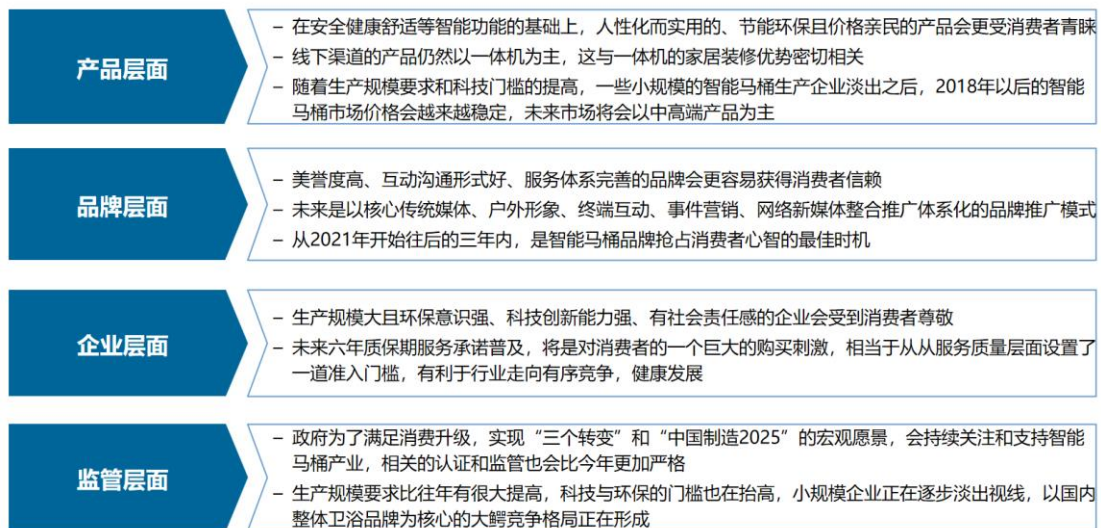 产品层面
– 在安全健康舒适等智能功能的基础上，人性化而实用的、节能环保且价格亲民的产品会更受消费者青睐
– 线下渠道的产品仍然以一体机为主，这与一体机的家居装修优势密切相关
– 随着生产规模要求和科技门槛的提高，一些小规模的智能马桶生产企业淡出之后，2018年以后的智能
马桶市场价格会越来越稳定，未来市场将会以中高端产品为主
品牌层面
– 美誉度高、互动沟通形式好、服务体系完善的品牌会更容易获得消费者信赖
– 未来是以核心传统媒体、户外形象、终端互动、事件营销、网络新媒体整合推广体系化的品牌推广模式
– 从2021年开始往后的三年内，是智能马桶品牌抢占消费者心智的最佳时机
企业层面
– 生产规模大且环保意识强、科技创新能力强、有社会责任感的企业会受到消费者尊敬
– 未来六年质保期服务承诺普及，将是对消费者的一个巨大的购买刺激，相当于从从服务质量层面设置了
一道准入门槛，有利于行业走向有序竞争，健康发展
监管层面
– 政府为了满足消费升级，实现“三个转变”和“中国制造2025”的宏观愿景，会持续关注和支持智能
马桶产业，相关的认证和监管也会比今年更加严格
– 生产规模要求比往年有很大提高，科技与环保的门槛也在抬高，小规模企业正在逐步淡出视线，以国内
整体卫浴品牌为核心的大鳄竞争格局正在形成